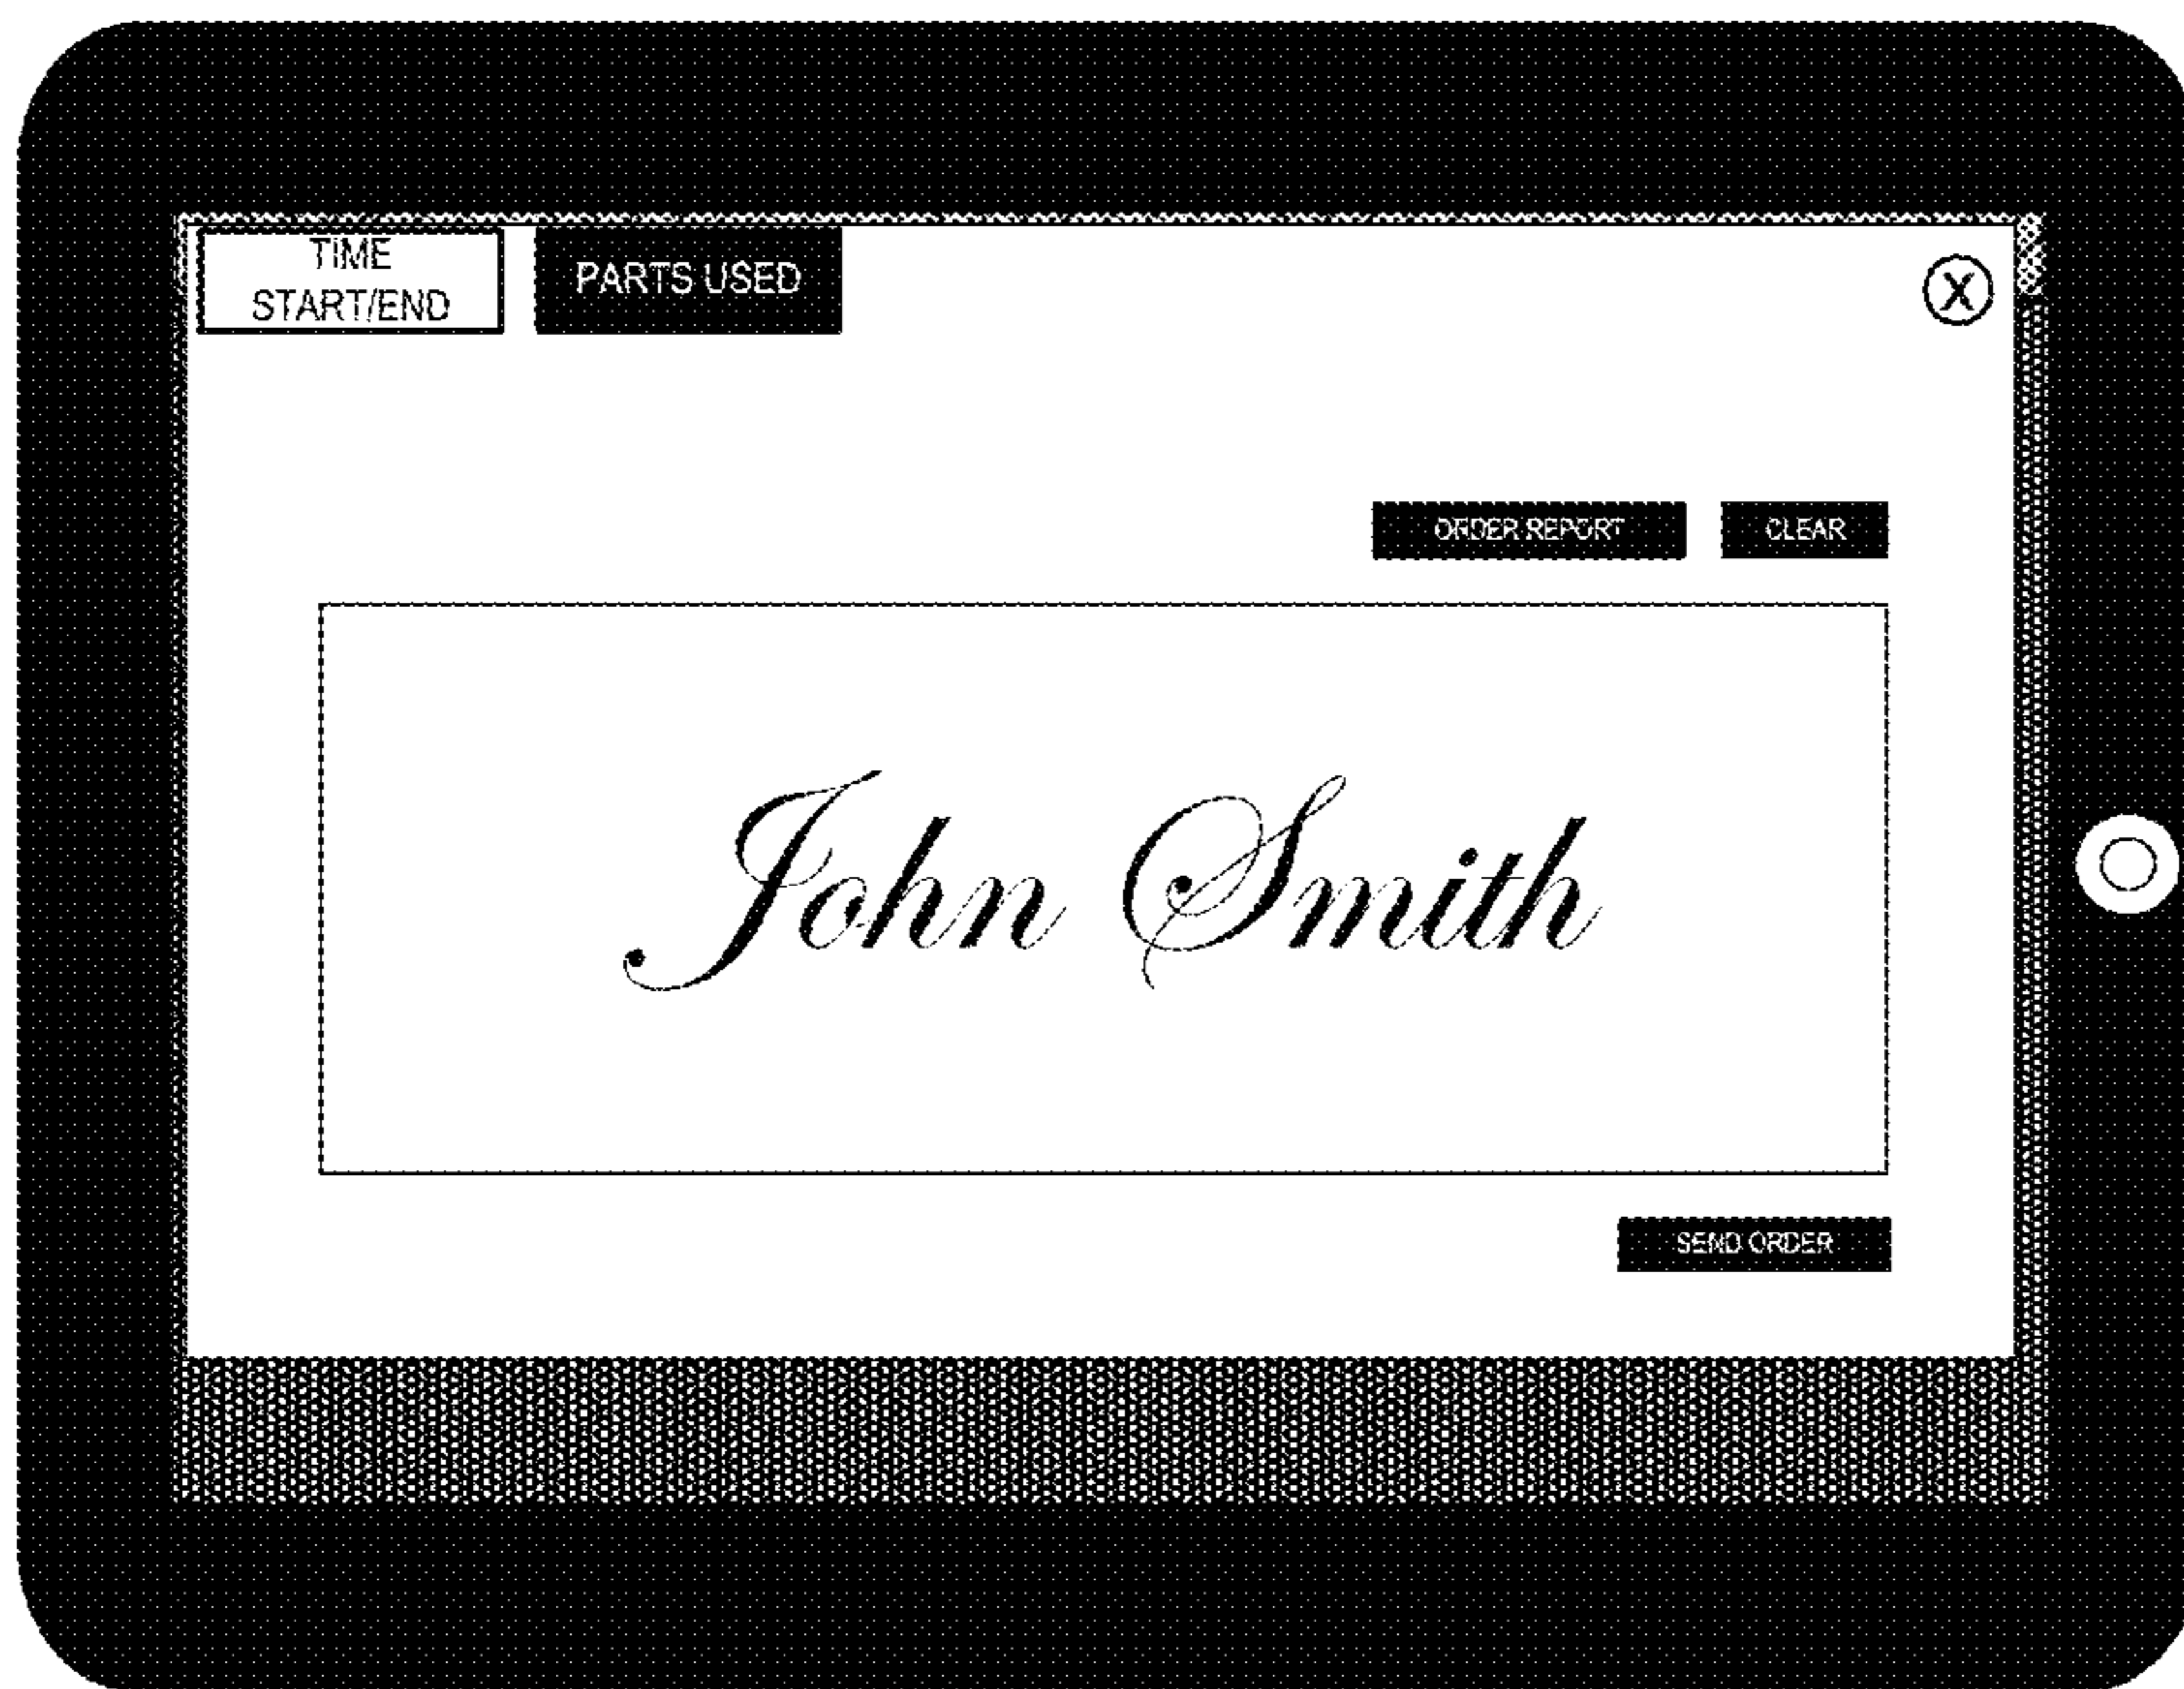 TIME
START/END
PARTS USED
X
ORDER REPORT
CLEAR
John Smith
SEND ORDER